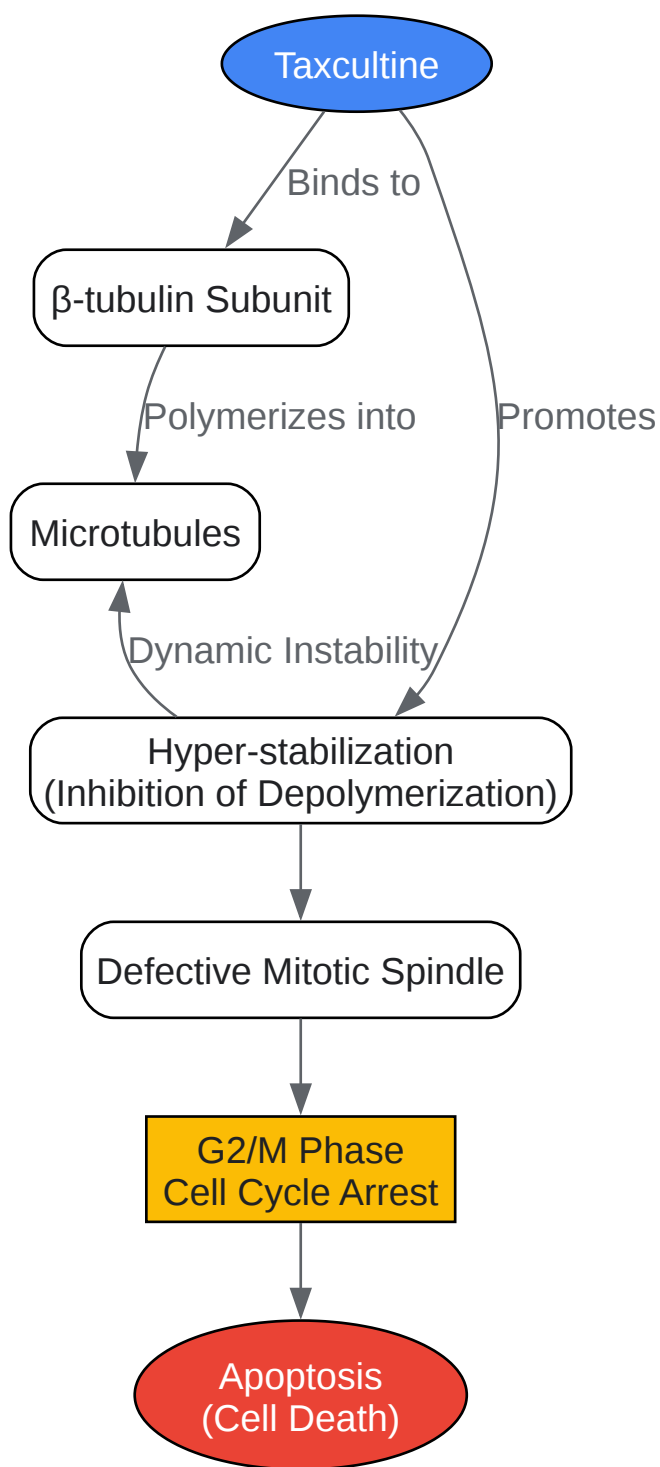 Taxcultine
Binds to
β-tubulin Subunit
Polymerizes into
Promotes
Microtubules
Dynamic Instability
Hyper-stabilization
(Inhibition of Depolymerization)
Defective Mitotic Spindle
G2/M Phase
Cell Cycle Arrest
Apoptosis
(Cell Death)